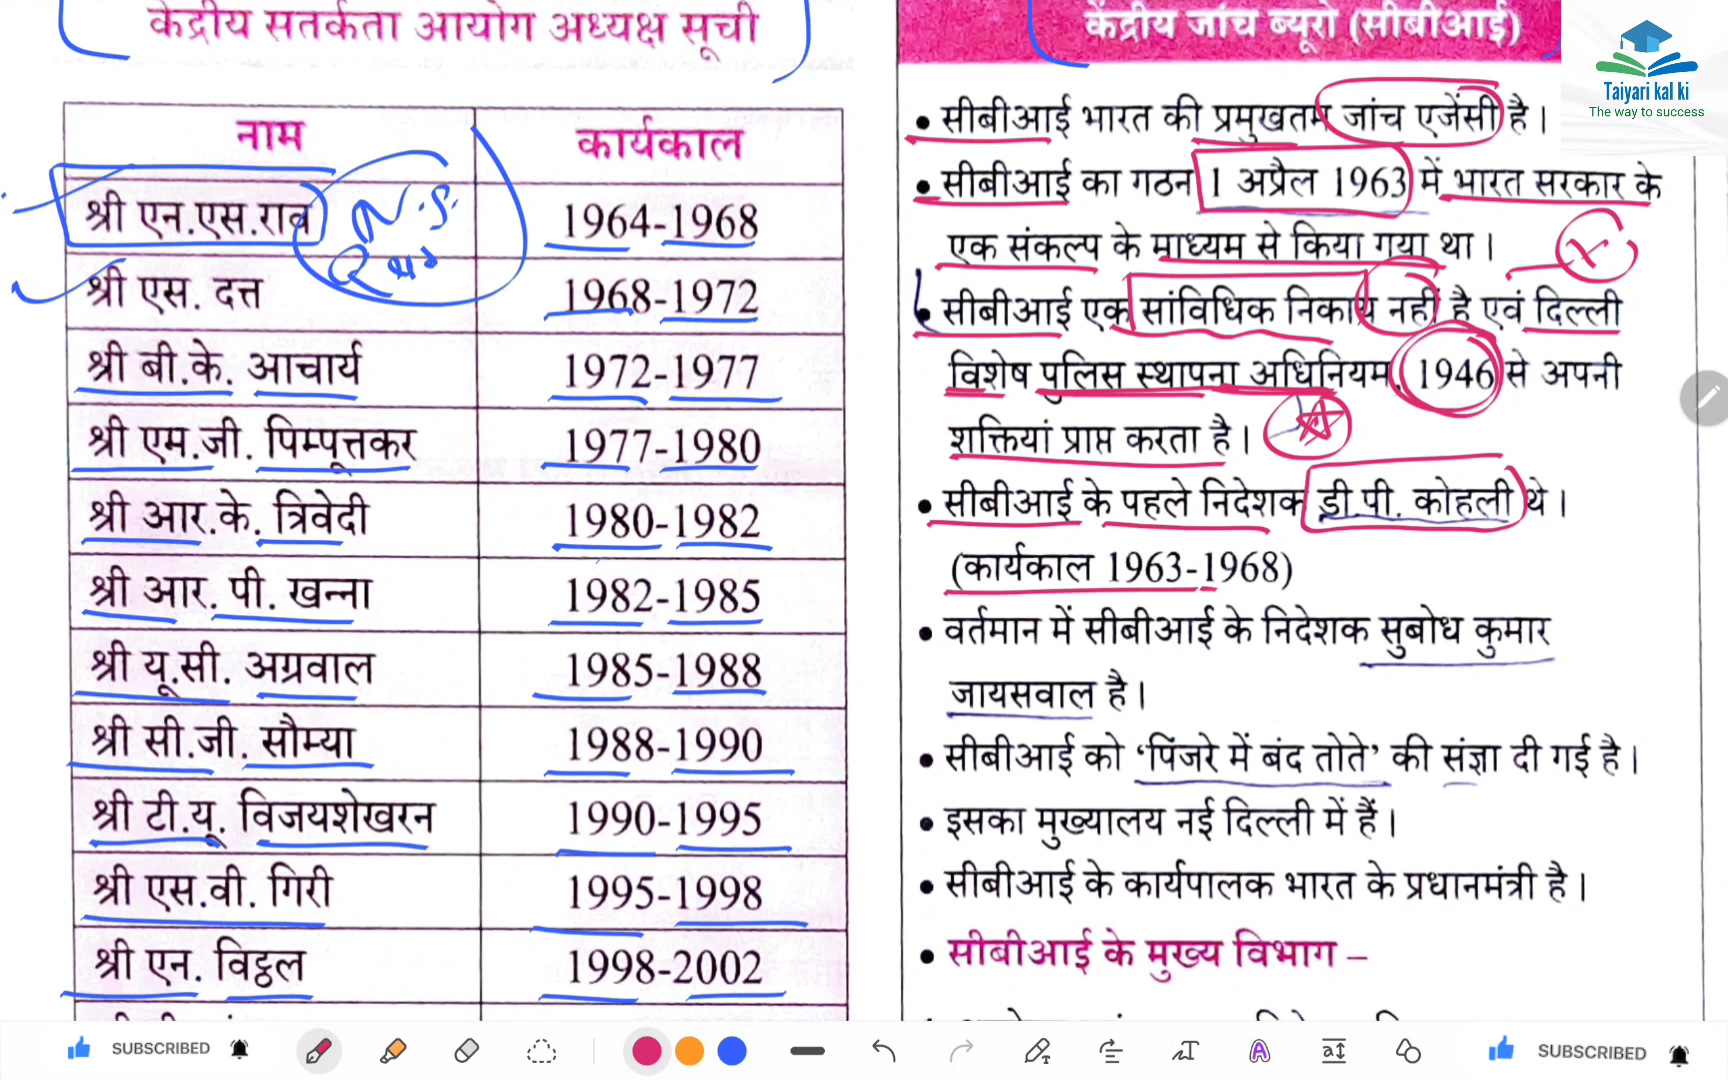 केंद्रीय सतर्कता आयोग अध्यक्ष सूची
नाम कार्यकाल
श्री एन.एस.राव 1964-1968
N.S.
श्री एस. दत्त 1968-1972
श्री बी.के. आचार्य 1972-1977
श्री एम.जी. पिम्पूत्तकर 1977-1980
श्री आर.के. त्रिवेदी 1980-1982
श्री आर. पी. खन्ना 1982-1985
श्री यू.सी. अग्रवाल 1985-1988
श्री सी.जी. सौम्या 1988-1990
श्री टी.यू. विजयशेखरन 1990-1995
श्री एस.वी. गिरी 1995-1998
श्री एन. विट्ठल 1998-2002
केंद्रीय जांच ब्यूरो (सीबीआई)
• सीबीआई भारत की प्रमुखतम जांच एजेंसी है।
• सीबीआई का गठन 1 अप्रैल 1963 में भारत सरकार के
एक संकल्प के माध्यम से किया गया था।
• सीबीआई एक सांविधिक निकाय नहीं है एवं दिल्ली
विशेष पुलिस स्थापना अधिनियम, 1946 से अपनी
शक्तियां प्राप्त करता है।
• सीबीआई के पहले निदेशक डी.पी. कोहली थे।
(कार्यकाल 1963-1968)
• वर्तमान में सीबीआई के निदेशक सुबोध कुमार
जायसवाल है।
• सीबीआई को ‘पिंजरे में बंद तोते’ की संज्ञा दी गई है।
• इसका मुख्यालय नई दिल्ली में हैं।
• सीबीआई के कार्यपालक भारत के प्रधानमंत्री है।
• सीबीआई के मुख्य विभाग –
Taiyari kal ki
The way to success
SUBSCRIBED
SUBSCRIBED